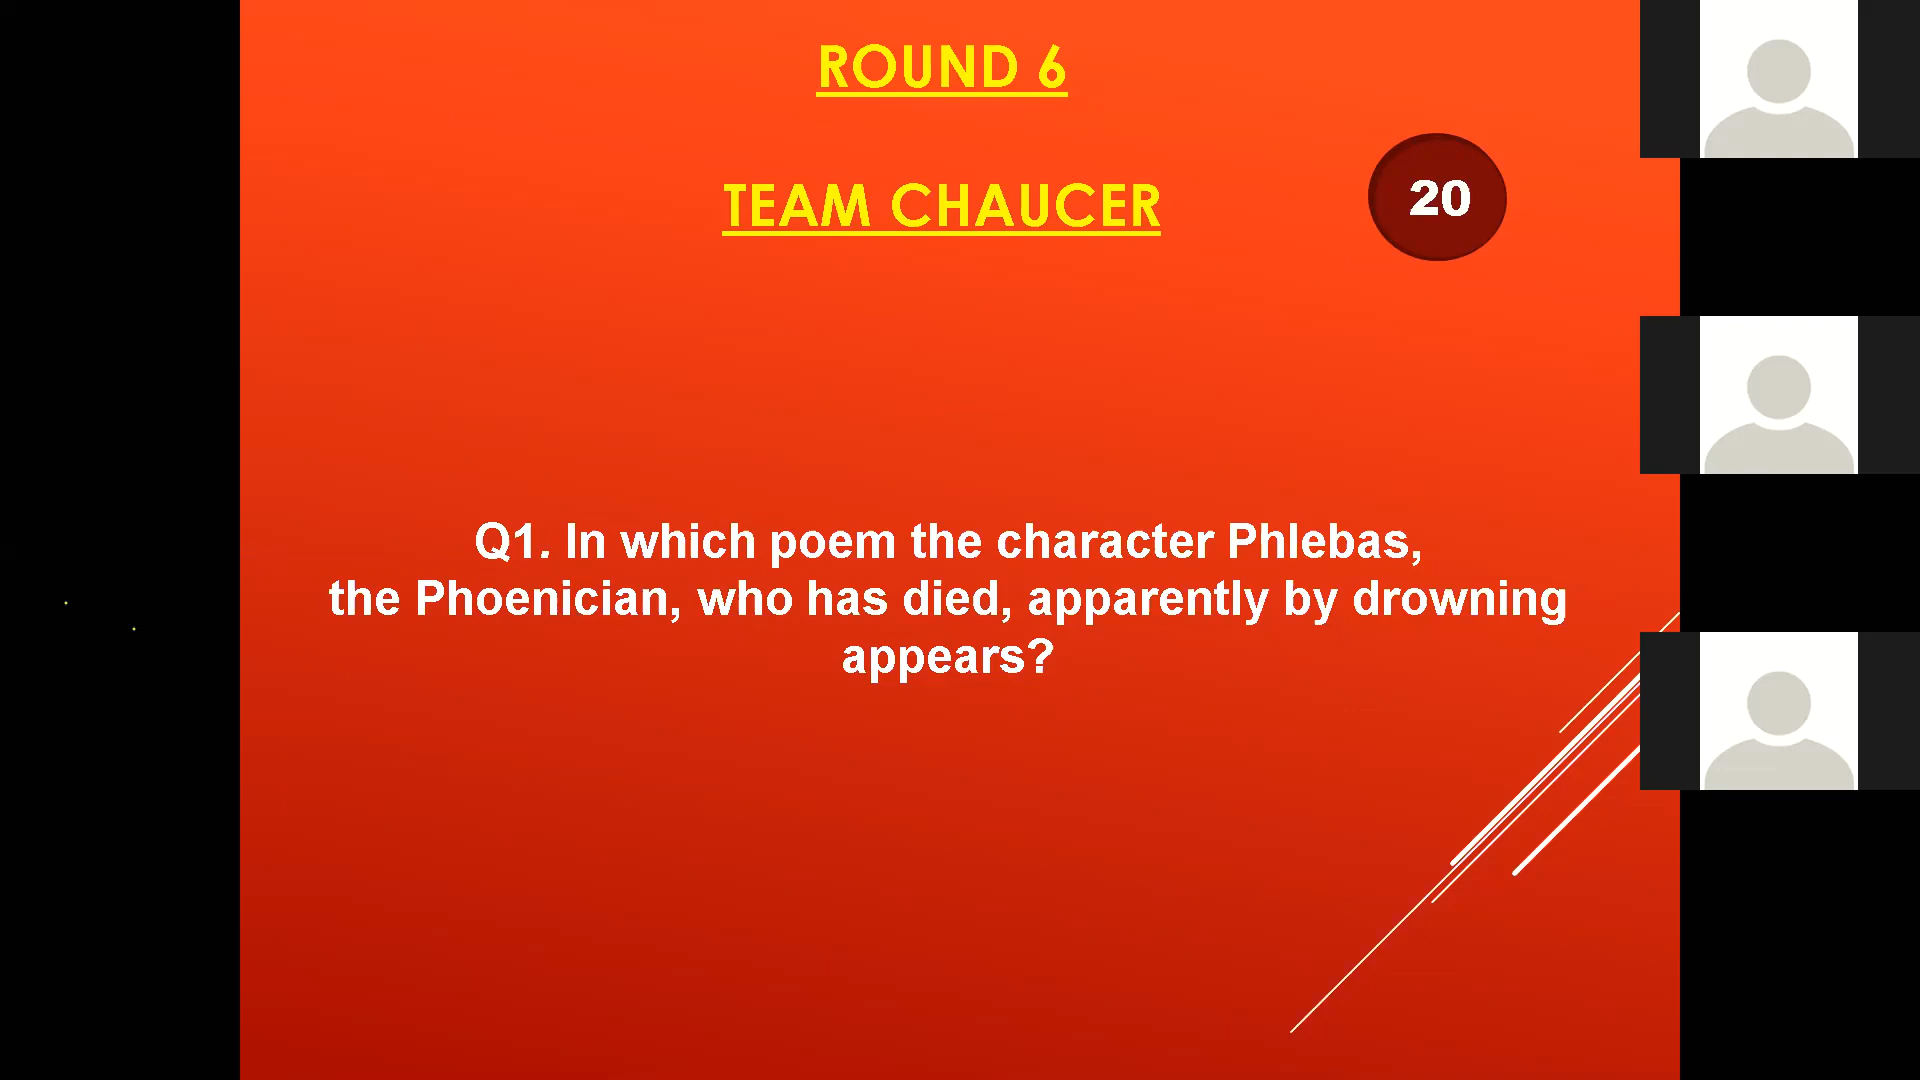 ROUND 6
TEAM CHAUCER
20
Q1. In which poem the character Phlebas,
the Phoenician, who has died, apparently by drowning
appears?